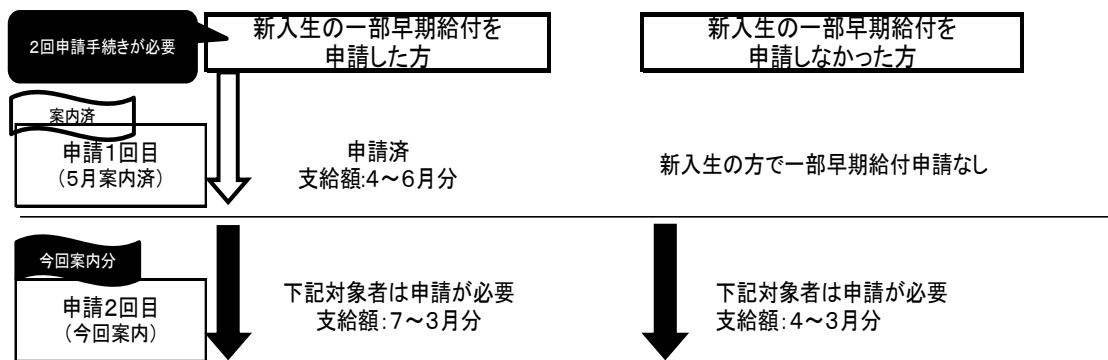 2回申請手続きが必要
新入生の一部早期給付を
申請した方
新入生の一部早期給付を
申請しなかった方
案内済
申請1回目
(5月案内済)
申請済
支給額:4～6月分
新入生の方で一部早期給付申請なし
今回案内分
申請2回目
(今回案内)
下記対象者は申請が必要
支給額:7～3月分
下記対象者は申請が必要
支給額:4～3月分